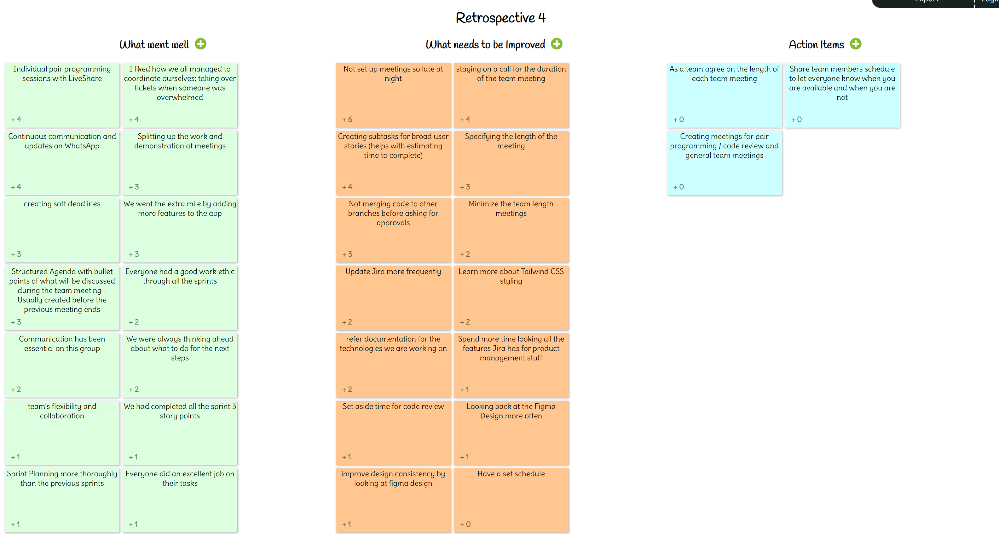 Retrospective 4
What went well
Individual pair programming
sessions with LiveShare
+ 4
I liked how we all managed to
coordinate ourselves: taking over
tickets when someone was
overwhelmed
+ 4
Continuous communication and
updates on WhatsApp
+ 4
Splitting up the work and
demonstration at meetings
+ 3
creating soft deadlines
+ 3
We went the extra mile by adding
more features to the app
+ 3
Structured Agenda with bullet
points of what will be discussed
during the team meeting -
Usually created before the
previous meeting ends
+ 3
Everyone had a good work ethic
through all the sprints
+ 2
Communication has been
essential on this group
+ 2
We were always thinking ahead
about what to do for the next
steps
+ 2
team's flexibility and
collaboration
+ 1
We had completed all the sprint 3
story points
+ 1
Sprint Planning more thoroughly
than the previous sprints
+ 1
Everyone did an excellent job on
their tasks
+ 1
What needs to be Improved
Not set up meetings so late at
night
+ 6
staying on a call for the duration
of the team meeting
+ 4
Creating subtasks for broad user
stories (helps with estimating
time to complete)
+ 4
Specifying the length of the
meeting
+ 3
Not merging code to other
branches before asking for
approvals
+ 3
Minimize the team length
meetings
+ 2
Update Jira more frequently
+ 2
Learn more about Tailwind CSS
styling
+ 2
refer documentation for the
technologies we are working on
+ 2
Spend more time looking all the
features Jira has for product
management stuff
+ 1
Set aside time for code review
+ 1
Looking back at the Figma
Design more often
+ 1
improve design consistency by
looking at figma design
+ 1
Have a set schedule
+ 0
Action Items
As a team agree on the length of
each team meeting
+ 0
Share team members schedule
to let everyone know when you
are available and when you are
not
+ 0
Creating meetings for pair
programming / code review and
general team meetings
+ 0